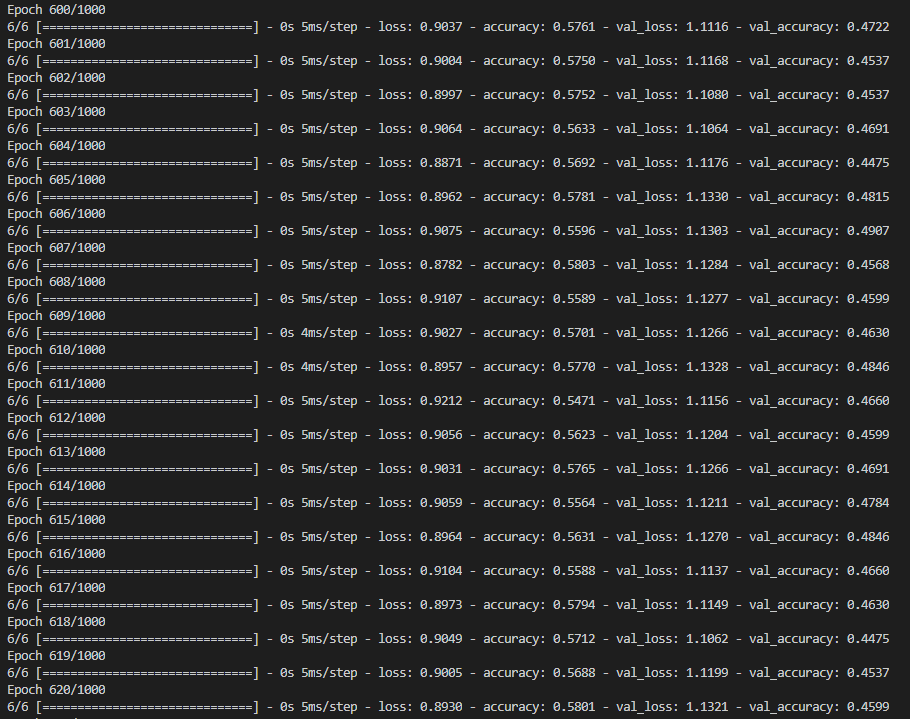 Epoch 600/1000
6/6 [==============================] - 0s 5ms/step - loss: 0.9037 - accuracy: 0.5761 - val_loss: 1.1116 - val_accuracy: 0.4722
Epoch 601/1000
6/6 [==============================] - 0s 5ms/step - loss: 0.9004 - accuracy: 0.5750 - val_loss: 1.1168 - val_accuracy: 0.4537
Epoch 602/1000
6/6 [==============================] - 0s 5ms/step - loss: 0.8997 - accuracy: 0.5752 - val_loss: 1.1080 - val_accuracy: 0.4537
Epoch 603/1000
6/6 [==============================] - 0s 5ms/step - loss: 0.9064 - accuracy: 0.5633 - val_loss: 1.1064 - val_accuracy: 0.4691
Epoch 604/1000
6/6 [==============================] - 0s 5ms/step - loss: 0.8871 - accuracy: 0.5692 - val_loss: 1.1176 - val_accuracy: 0.4475
Epoch 605/1000
6/6 [==============================] - 0s 5ms/step - loss: 0.8962 - accuracy: 0.5781 - val_loss: 1.1330 - val_accuracy: 0.4815
Epoch 606/1000
6/6 [==============================] - 0s 5ms/step - loss: 0.9075 - accuracy: 0.5596 - val_loss: 1.1303 - val_accuracy: 0.4907
Epoch 607/1000
6/6 [==============================] - 0s 5ms/step - loss: 0.8782 - accuracy: 0.5803 - val_loss: 1.1284 - val_accuracy: 0.4568
Epoch 608/1000
6/6 [==============================] - 0s 5ms/step - loss: 0.9107 - accuracy: 0.5589 - val_loss: 1.1277 - val_accuracy: 0.4599
Epoch 609/1000
6/6 [==============================] - 0s 4ms/step - loss: 0.9027 - accuracy: 0.5701 - val_loss: 1.1266 - val_accuracy: 0.4630
Epoch 610/1000
6/6 [==============================] - 0s 4ms/step - loss: 0.8957 - accuracy: 0.5770 - val_loss: 1.1328 - val_accuracy: 0.4846
Epoch 611/1000
6/6 [==============================] - 0s 5ms/step - loss: 0.9212 - accuracy: 0.5471 - val_loss: 1.1156 - val_accuracy: 0.4660
Epoch 612/1000
6/6 [==============================] - 0s 5ms/step - loss: 0.9056 - accuracy: 0.5623 - val_loss: 1.1204 - val_accuracy: 0.4599
Epoch 613/1000
6/6 [==============================] - 0s 5ms/step - loss: 0.9031 - accuracy: 0.5765 - val_loss: 1.1266 - val_accuracy: 0.4691
Epoch 614/1000
6/6 [==============================] - 0s 5ms/step - loss: 0.9059 - accuracy: 0.5564 - val_loss: 1.1211 - val_accuracy: 0.4784
Epoch 615/1000
6/6 [==============================] - 0s 5ms/step - loss: 0.8964 - accuracy: 0.5631 - val_loss: 1.1270 - val_accuracy: 0.4846
Epoch 616/1000
6/6 [==============================] - 0s 5ms/step - loss: 0.9104 - accuracy: 0.5588 - val_loss: 1.1137 - val_accuracy: 0.4660
Epoch 617/1000
6/6 [==============================] - 0s 5ms/step - loss: 0.8973 - accuracy: 0.5794 - val_loss: 1.1149 - val_accuracy: 0.4630
Epoch 618/1000
6/6 [==============================] - 0s 5ms/step - loss: 0.9049 - accuracy: 0.5712 - val_loss: 1.1062 - val_accuracy: 0.4475
Epoch 619/1000
6/6 [==============================] - 0s 5ms/step - loss: 0.9005 - accuracy: 0.5688 - val_loss: 1.1199 - val_accuracy: 0.4537
Epoch 620/1000
6/6 [==============================] - 0s 5ms/step - loss: 0.8930 - accuracy: 0.5801 - val_loss: 1.1321 - val_accuracy: 0.4599